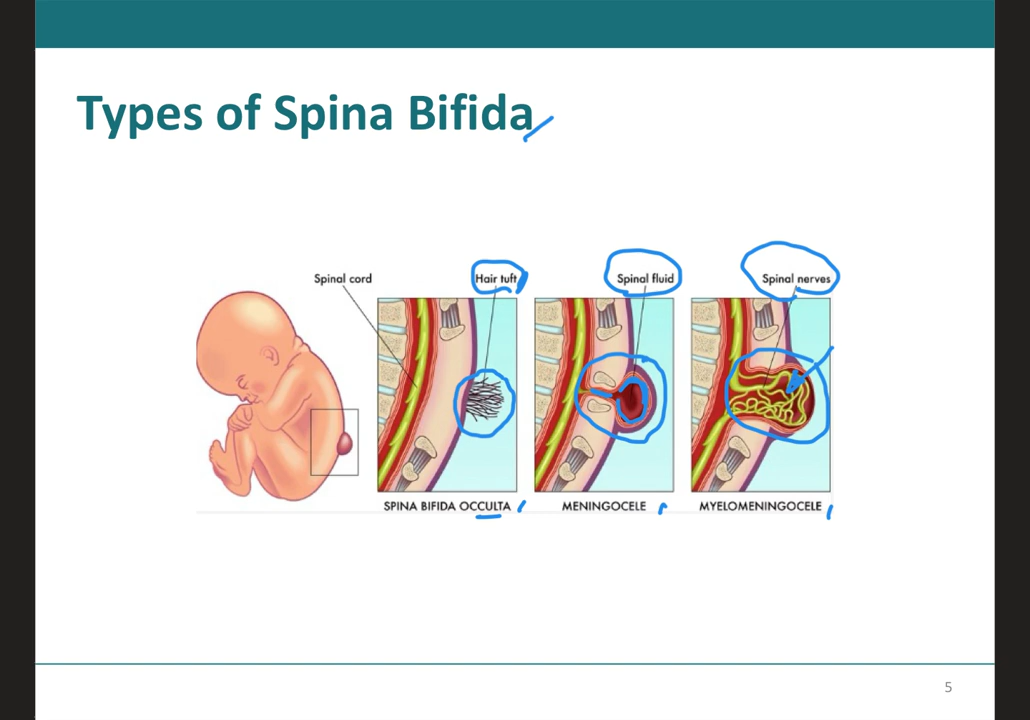 Types of Spina Bifida
Spinal cord
Hair tuft
Spinal fluid
Spinal nerves
SPINA BIFIDA OCCULTA
MENINGOCELE
MYELOMENINGOCELE
5